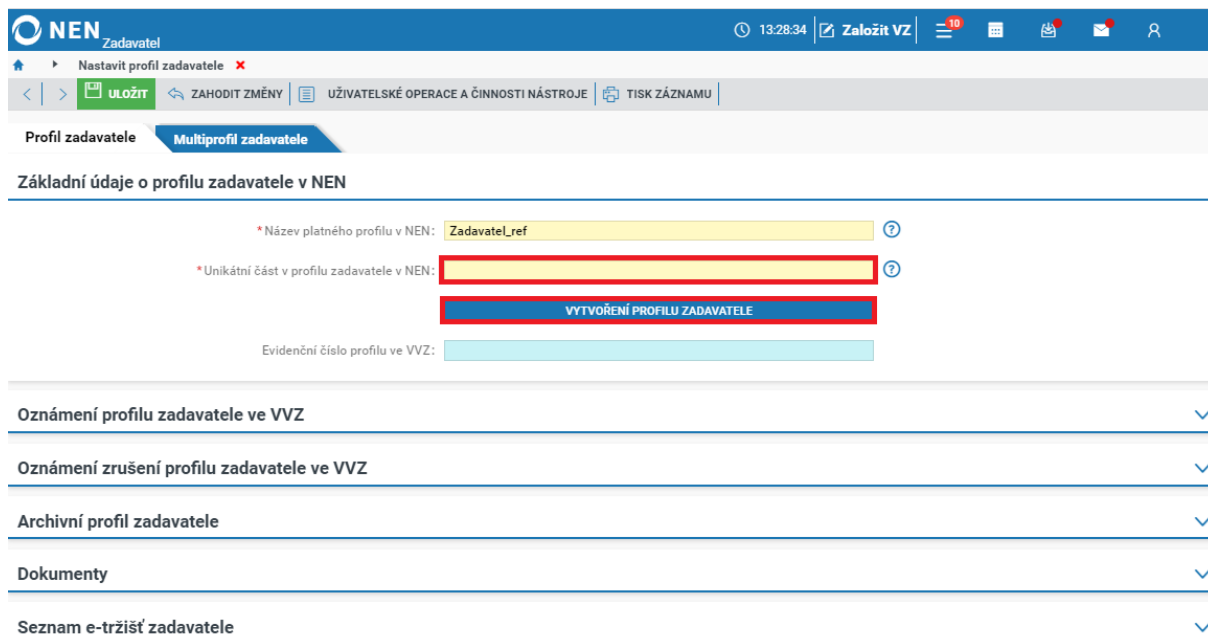 NEN Zadavatel 13:28:34 Založit VZ 10
Nastavit profil zadavatele
ULOŽIT ZAHODIT ZMĚNY UŽIVATELSKÉ OPERACE A ČINNOSTI NÁSTROJE TISK ZÁZNAMU
Profil zadavatele Multiprofil zadavatele
Základní údaje o profilu zadavatele v NEN
*Název platného profilu v NEN: Zadavatel_ref ?
*Unikátní část v profilu zadavatele v NEN: ?
VYTVOŘENÍ PROFILU ZADAVATELE
Evidenční číslo profilu ve VVZ:
Oznámení profilu zadavatele ve VVZ
Oznámení zrušení profilu zadavatele ve VVZ
Archivní profil zadavatele
Dokumenty
Seznam e-tržišť zadavatele